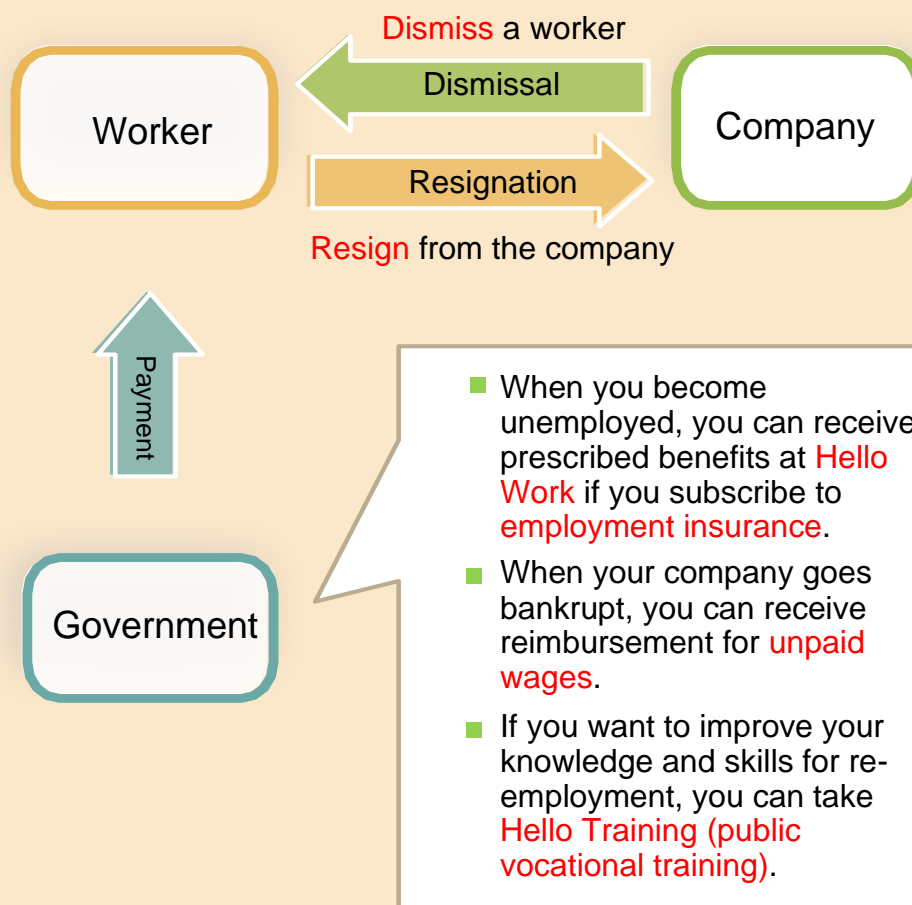 Dismiss a worker
Dismissal
Worker
Company
Resignation
Resign from the company
Payment
Government
When you become
unemployed, you can receive
prescribed benefits at Hello
Work if you subscribe to
employment insurance.
When your company goes
bankrupt, you can receive
reimbursement for unpaid
wages.
If you want to improve your
knowledge and skills for re-
employment, you can take
Hello Training (public
vocational training).